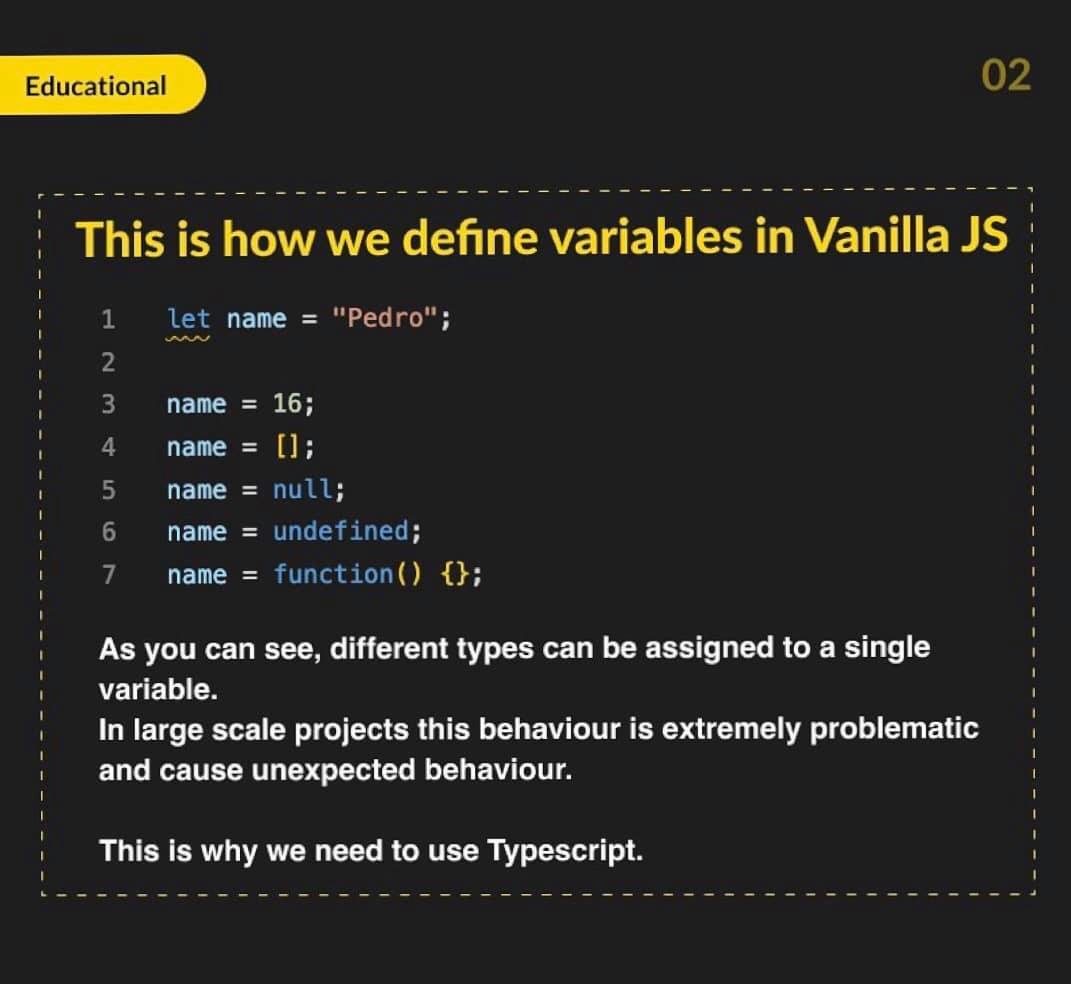 Educational
02
This is how we define variables in Vanilla JS
1 let name = "Pedro";
2
3 name = 16;
4 name = [];
5 name = null;
6 name = undefined;
7 name = function() {};
As you can see, different types can be assigned to a single
variable.
In large scale projects this behaviour is extremely problematic
and cause unexpected behaviour.
This is why we need to use Typescript.